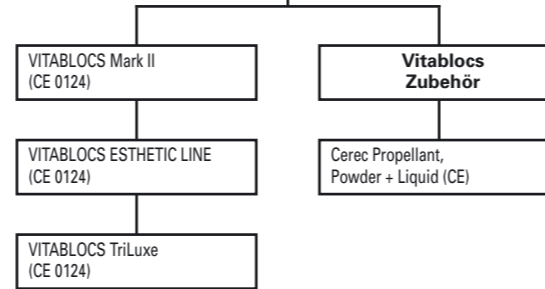 VITABLOCS Mark II
(CE 0124)
Vitablocs
Zubehör
VITABLOCS ESTHETIC LINE
(CE 0124)
Cerec Propellant,
Powder + Liquid (CE)
VITABLOCS TriLuxe
(CE 0124)